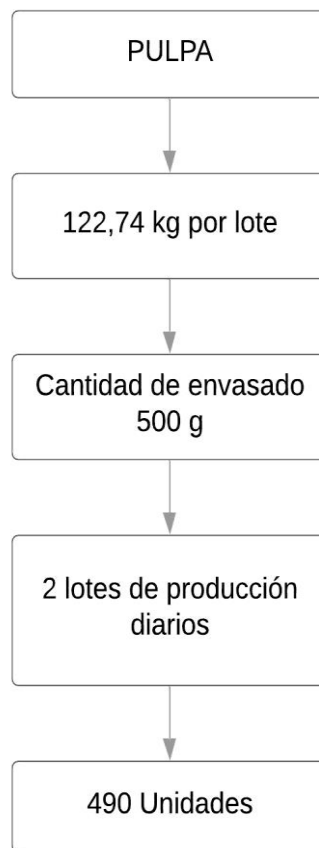 PULPA
122,74 kg por lote
Cantidad de envasado
500 g
2 lotes de producción
diarios
490 Unidades